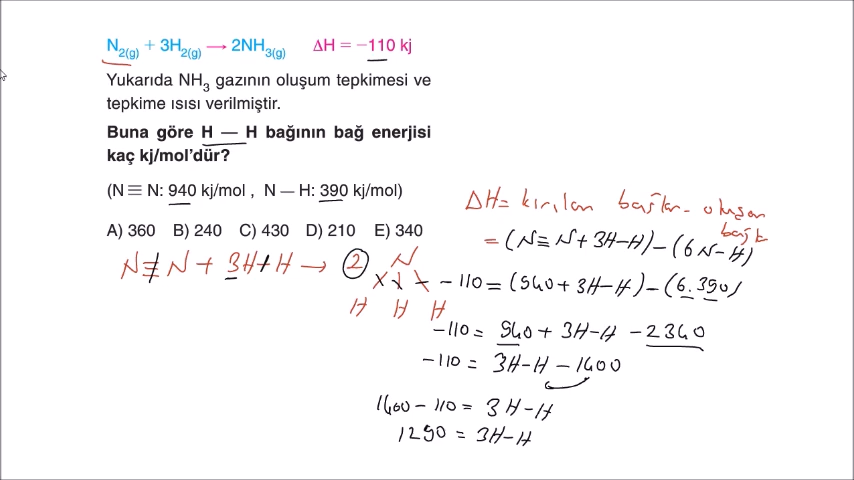 N2(g) + 3H2(g) → 2NH3(g) ΔH = −110 kj
Yukarıda NH3 gazının oluşum tepkimesi ve
tepkime ısısı verilmiştir.
Buna göre H — H bağının bağ enerjisi
kaç kj/mol’dür?
(N ≡ N: 940 kj/mol , N — H: 390 kj/mol)
A) 360 B) 240 C) 430 D) 210 E) 340
N≡N + 3H-H → 2 N
H H H
ΔH= kırılan bağlar - oluşan
bağlar
= (N≡N+3H-H)-(6N-H)
-110 = (940+3H-H)-(6.390)
-110 = 940+3H-H -2340
-110 = 3H-H -1400
1400-110 = 3H-H
1290 = 3H-H